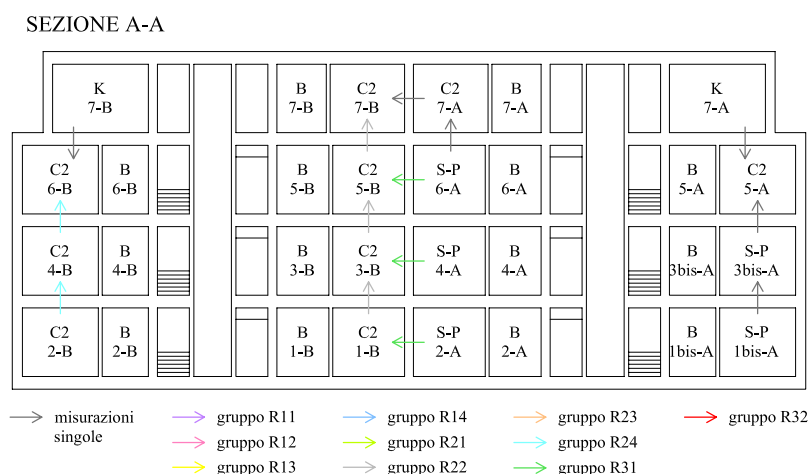 SEZIONE A-A
K
7-B
B
7-B
C2
7-B
C2
7-A
B
7-A
K
7-A
C2
6-B
B
6-B
B
5-B
C2
5-B
S-P
6-A
B
6-A
B
5-A
C2
5-A
C2
4-B
B
4-B
B
3-B
C2
3-B
S-P
4-A
B
4-A
B
3bis-A
S-P
3bis-A
C2
2-B
B
2-B
B
1-B
C2
1-B
S-P
2-A
B
2-A
B
1bis-A
S-P
1bis-A
misurazioni
singole
gruppo R11
gruppo R12
gruppo R13
gruppo R14
gruppo R21
gruppo R22
gruppo R23
gruppo R24
gruppo R31
gruppo R32